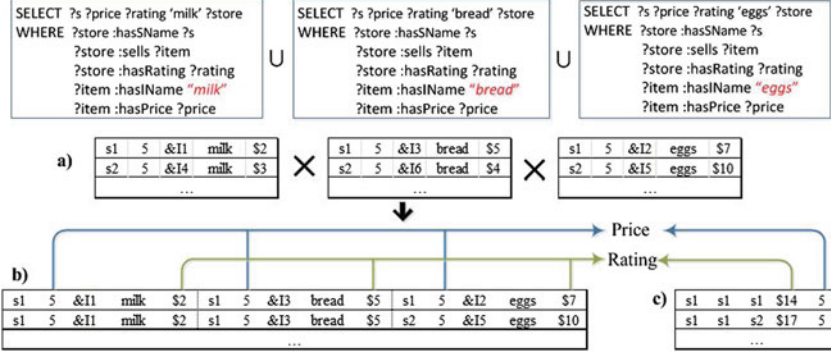 SELECT ?s ?price ?rating 'milk' ?store
WHERE ?store :hasSName ?s
?store :sells ?item
?store :hasRating ?rating
?item :hasIName "milk"
?item :hasPrice ?price
∪
SELECT ?s ?price ?rating 'bread' ?store
WHERE ?store :hasSName ?s
?store :sells ?item
?store :hasRating ?rating
?item :hasIName "bread"
?item :hasPrice ?price
∪
SELECT ?s ?price ?rating 'eggs' ?store
WHERE ?store :hasSName ?s
?store :sells ?item
?store :hasRating ?rating
?item :hasIName "eggs"
?item :hasPrice ?price
a)
s1 5 &I1 milk $2
s2 5 &I4 milk $3
...
×
s1 5 &I3 bread $5
s2 5 &I6 bread $4
...
×
s1 5 &I2 eggs $7
s2 5 &I5 eggs $10
...
Price
Rating
b)
s1 5 &I1 milk $2 s1 5 &I3 bread $5 s1 5 &I2 eggs $7
s1 5 &I1 milk $2 s1 5 &I3 bread $5 s2 5 &I5 eggs $10
...
c)
s1 s1 s1 $14 5
s1 s1 s2 $17 5
...